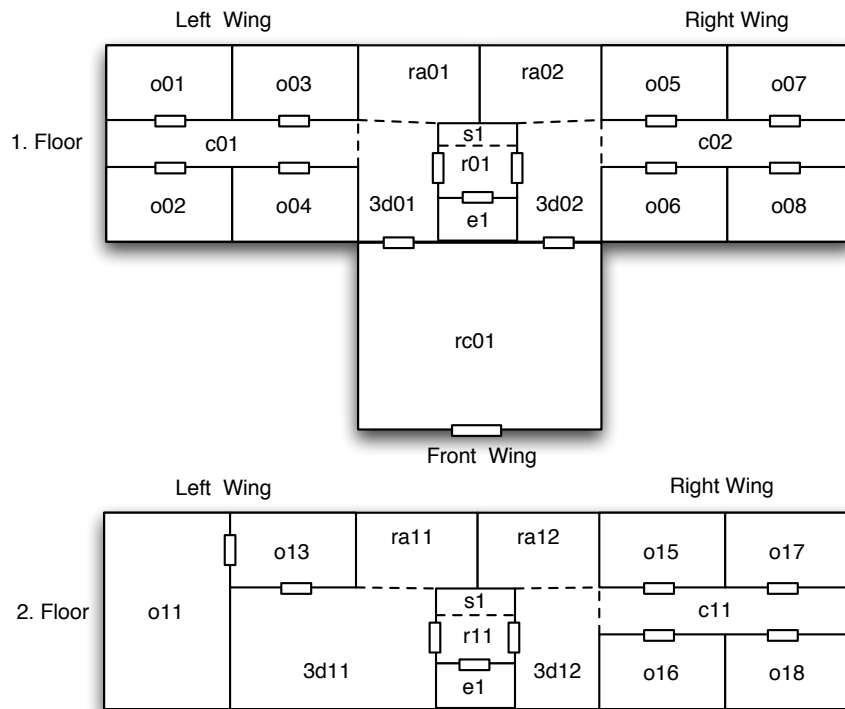 Left Wing Right Wing
o01 o03 ra01 ra02 o05 o07
1. Floor c01 s1 r01 c02
o02 o04 3d01 e1 3d02 o06 o08
rc01
Front Wing
Left Wing Right Wing
o13 ra11 ra12 o15 o17
2. Floor o11 s1 r11 c11
3d11 e1 3d12 o16 o18